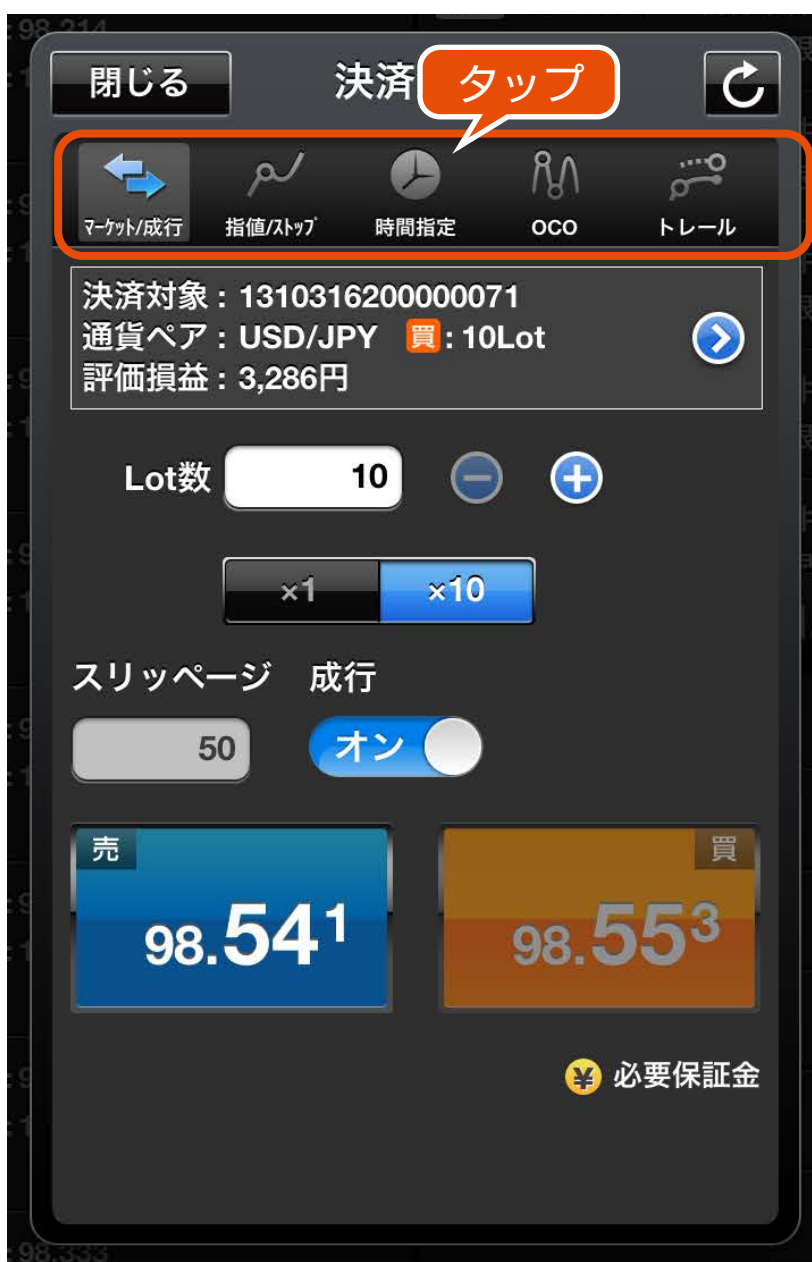 98.214
閉じる
決済
タップ
マーケット/成行
指値/ストップ
時間指定
OCO
トレール
決済対象：1310316200000071
通貨ペア：USD/JPY 買：10Lot
評価損益：3,286円
Lot数 10
×1 ×10
スリッページ 成行
50 オン
売 買
98.541 98.553
¥ 必要保証金
:98.333